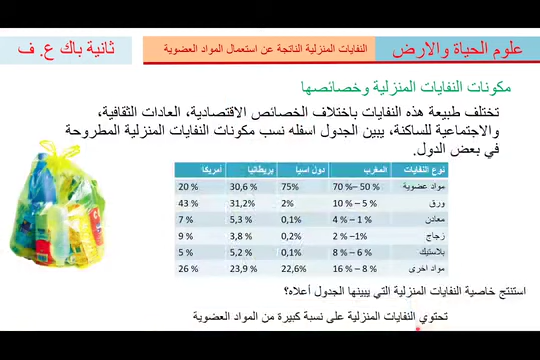 علوم الحياة والارض
النفايات المنزلية الناتجة عن استعمال المواد العضوية
ثانية باك ع. ف
مكونات النفايات المنزلية وخصائصها
تختلف طبيعة هذه النفايات باختلاف الخصائص الاقتصادية، العادات الثقافية،
والاجتماعية للساكنة، يبين الجدول اسفله نسب مكونات النفايات المنزلية المطروحة
في بعض الدول.
نوع النفايات المغرب دول اسيا بريطانيا أمريكا
مواد عضوية 50 % – 70 % 75% 30,6 % 20 %
ورق 5 % – 10 % 2% 31,2% 43 %
معادن 1 % – 4 % 0,1% 5,3 % 7 %
زجاج 1% – 2 % 0,2% 3,8 % 9 %
بلاستيك 6 % – 8 % 0,1% 5,2 % 5 %
مواد اخرى 8 % – 16 % 22,6% 23,9 % 26 %
استنتج خاصية النفايات المنزلية التي يبينها الجدول أعلاه؟
تحتوي النفايات المنزلية على نسبة كبيرة من المواد العضوية